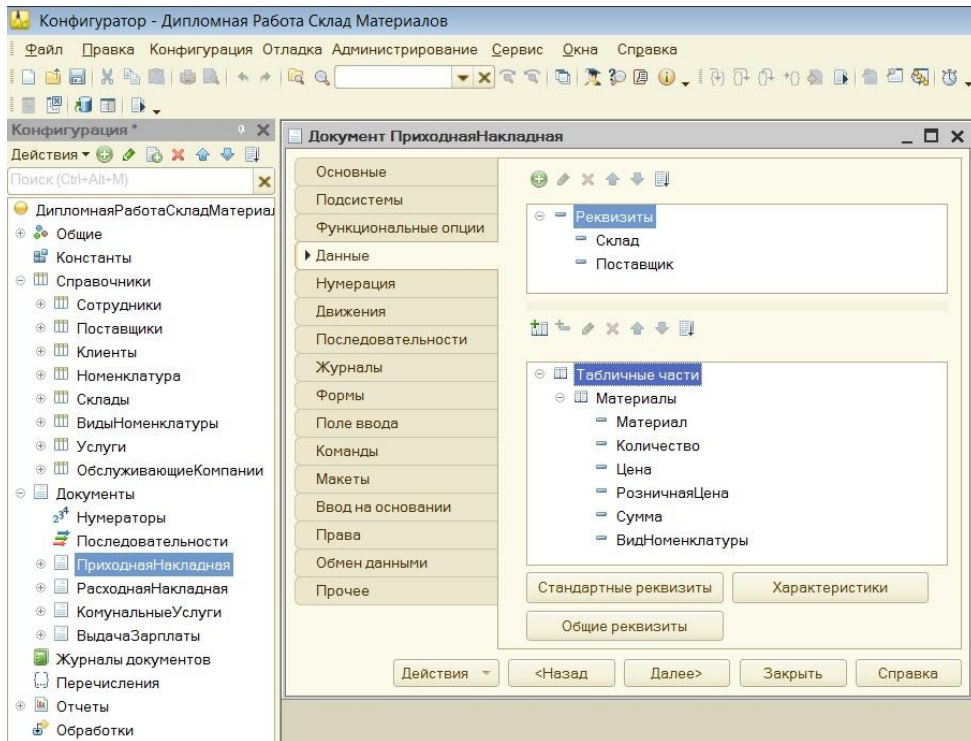 Конфигуратор - Дипломная Работа Склад Материалов
Файл Правка Конфигурация Отладка Администрирование Сервис Окна Справка
Конфигурация *
Действия
Поиск (Ctrl+Alt+M)
ДипломнаяРаботаСкладМатериал
Общие
Константы
Справочники
Сотрудники
Поставщики
Клиенты
Номенклатура
Склады
ВидыНоменклатуры
Услуги
ОбслуживающиеКомпании
Документы
Нумераторы
Последовательности
ПриходнаяНакладная
РасходнаяНакладная
КомунальныеУслуги
ВыдачаЗарплаты
Журналы документов
Перечисления
Отчеты
Обработки
Документ ПриходнаяНакладная
Основные
Подсистемы
Функциональные опции
Данные
Нумерация
Движения
Последовательности
Журналы
Формы
Поле ввода
Команды
Макеты
Ввод на основании
Права
Обмен данными
Прочее
Реквизиты
Склад
Поставщик
Табличные части
Материалы
Материал
Количество
Цена
РозничнаяЦена
Сумма
ВидНоменклатуры
Стандартные реквизиты Характеристики
Общие реквизиты
Действия <Назад Далее> Закрыть Справка